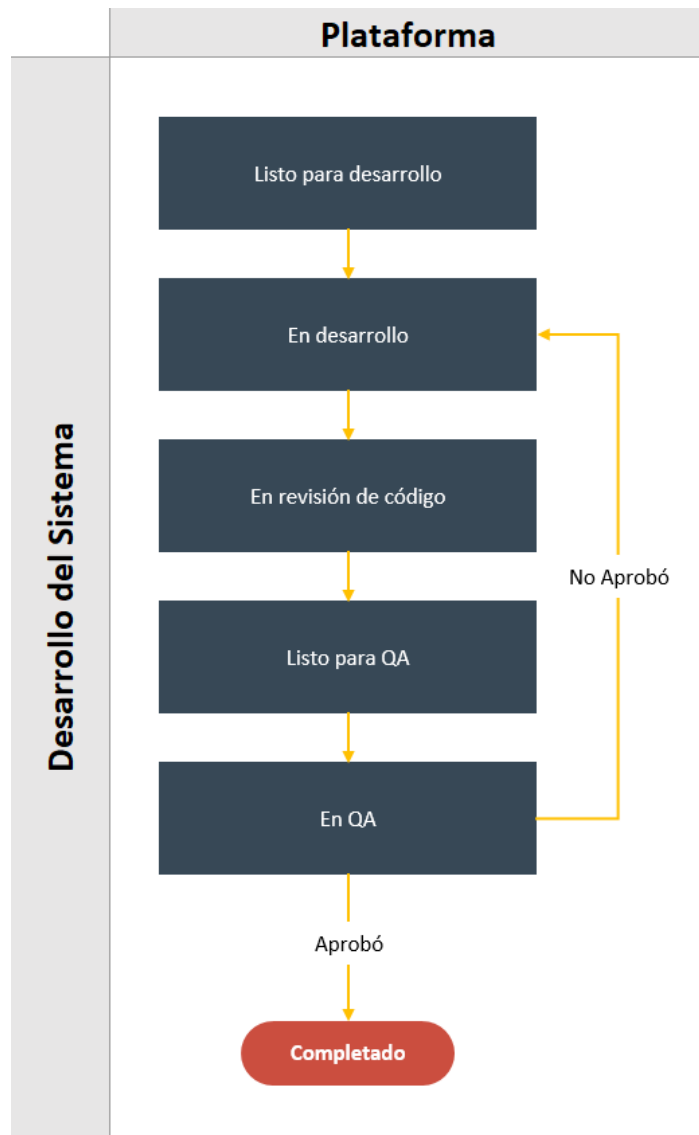 Plataforma
Desarrollo del Sistema
Listo para desarrollo
En desarrollo
En revisión de código
No Aprobó
Listo para QA
En QA
Aprobó
Completado